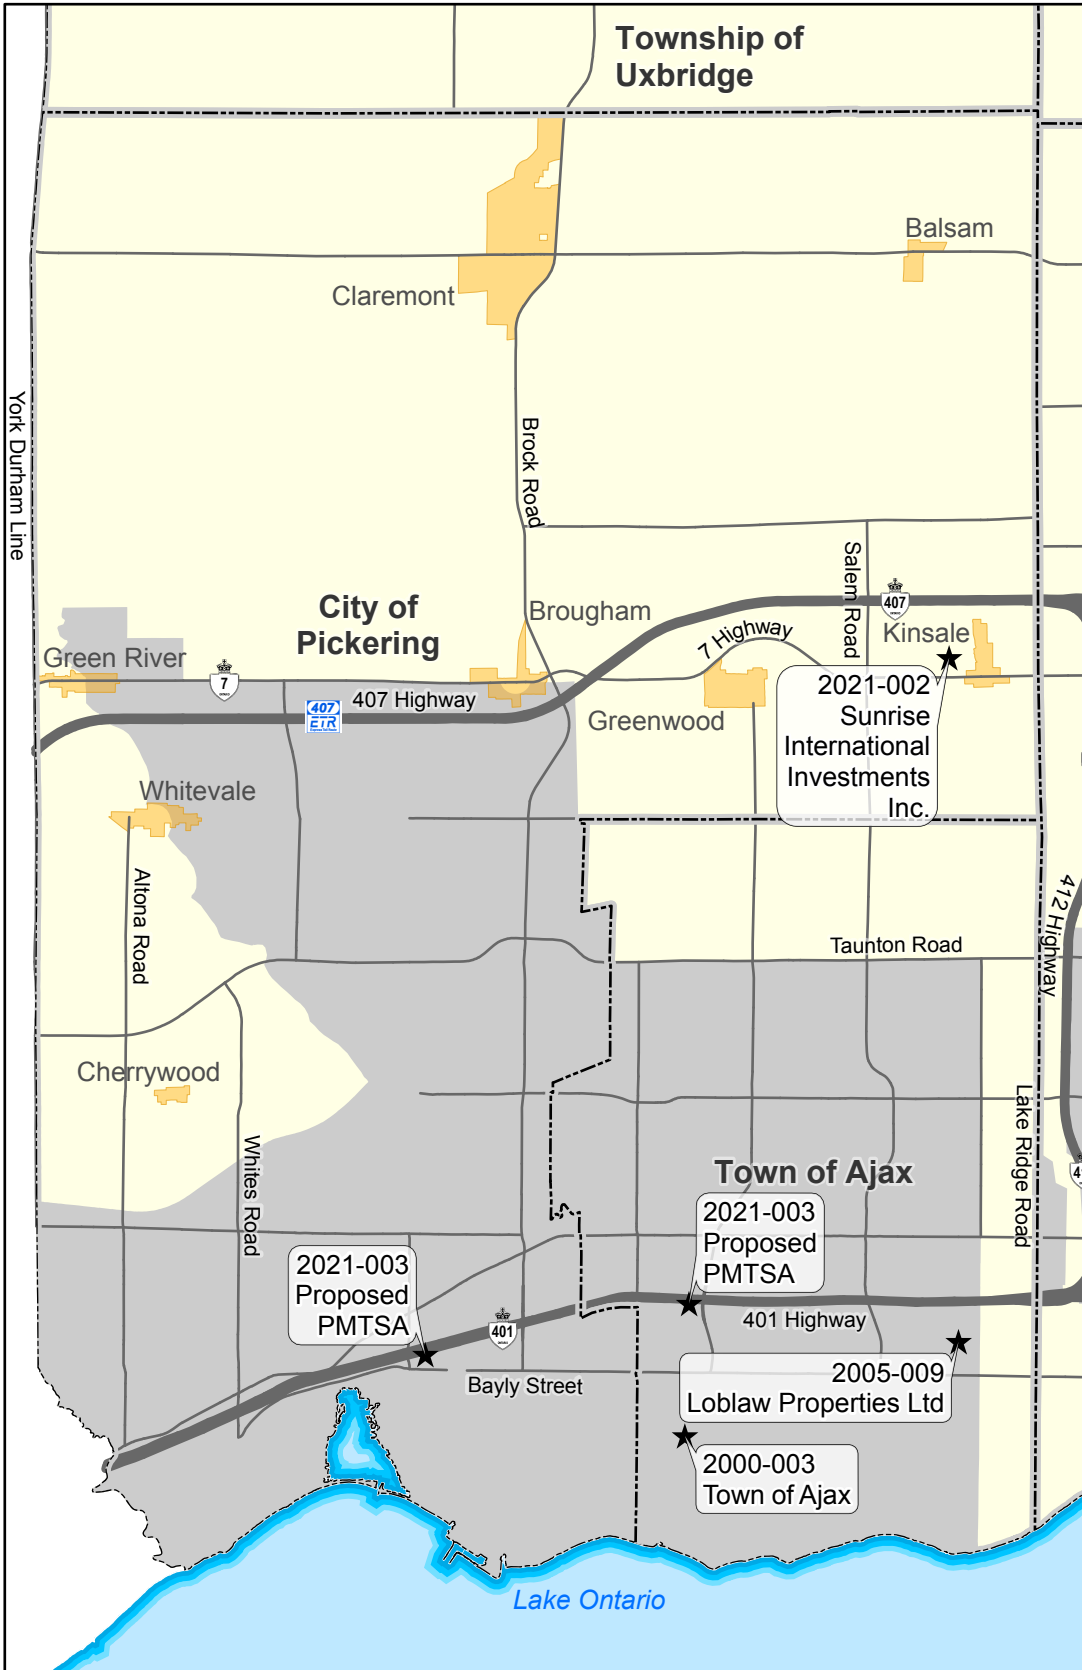 Township of
Uxbridge
Balsam
Claremont
York Durham Line
Brock Road
Salem Road
407
City of
Pickering
Brougham
7 Highway
Kinsale
Green River
7
407 Highway
407
ETR
Greenwood
2021-002
Sunrise
International
Investments
Inc.
Whitevale
Altona Road
412 Highway
Taunton Road
Cherrywood
Lake Ridge Road
Whites Road
Town of Ajax
2021-003
Proposed
PMTSA
2021-003
Proposed
PMTSA
401
401 Highway
Bayly Street
2005-009
Loblaw Properties Ltd
2000-003
Town of Ajax
Lake Ontario